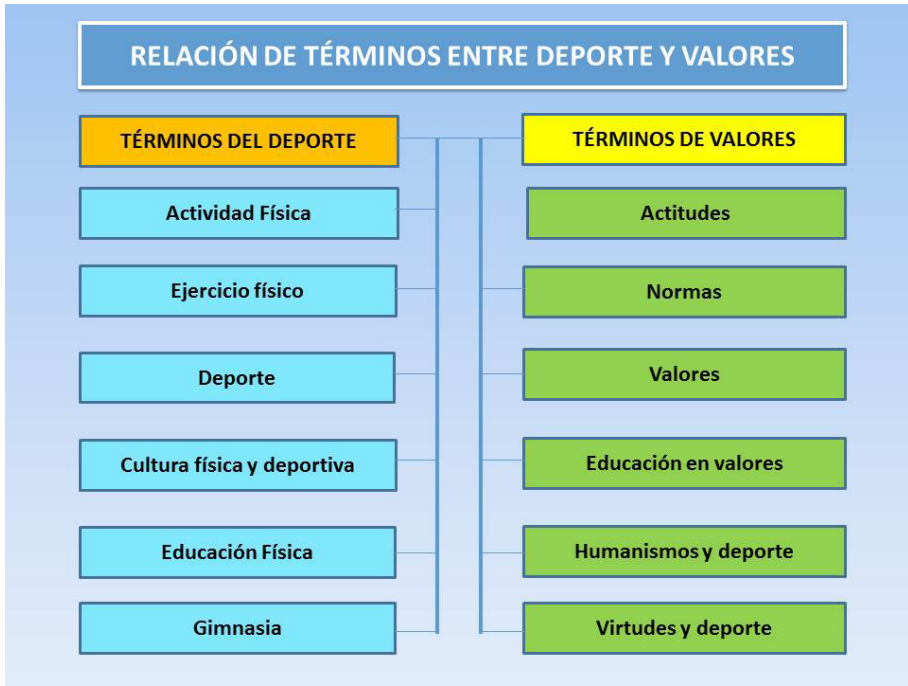 RELACIÓN DE TÉRMINOS ENTRE DEPORTE Y VALORES
TÉRMINOS DEL DEPORTE
Actividad Física
Ejercicio físico
Deporte
Cultura física y deportiva
Educación Física
Gimnasia
TÉRMINOS DE VALORES
Actitudes
Normas
Valores
Educación en valores
Humanismos y deporte
Virtudes y deporte